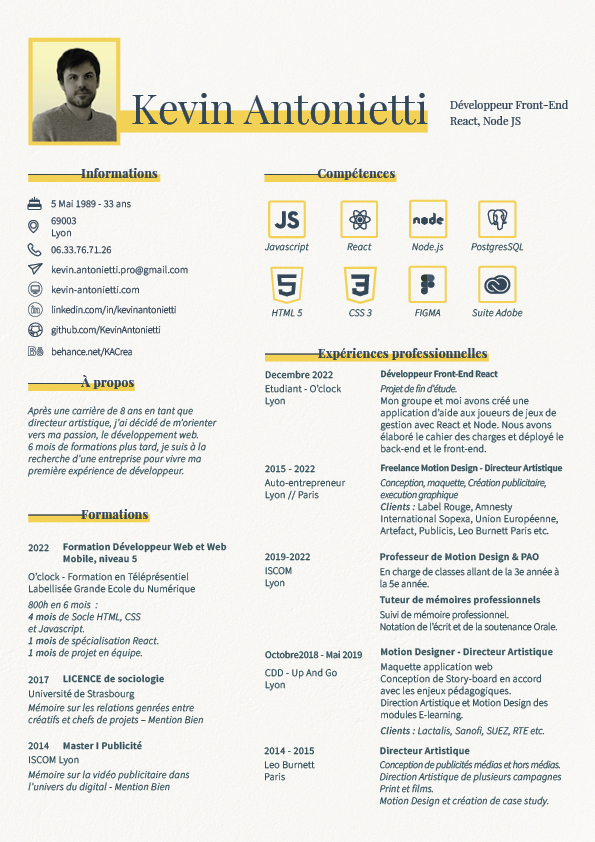 Kevin Antonietti
Développeur Front-End
React, Node JS
Informations
5 Mai 1989 - 33 ans
69003
Lyon
06.33.76.71.26
kevin.antonietti.pro@gmail.com
kevin-antonietti.com
linkedin.com/in/kevinantonietti
github.com/KevinAntonietti
behance.net/KACrea
À propos
Après une carrière de 8 ans en tant que
directeur artistique, j'ai décidé de m'orienter
vers ma passion, le développement web.
6 mois de formations plus tard, je suis à la
recherche d'une entreprise pour vivre ma
première expérience de développeur.
Formations
2022 Formation Développeur Web et Web
Mobile, niveau 5
O'clock - Formation en Téléprésentiel
Labellisée Grande Ecole du Numérique
800h en 6 mois :
4 mois de Socle HTML, CSS
et Javascript.
1 mois de spécialisation React.
1 mois de projet en équipe.
2017 LICENCE de sociologie
Université de Strasbourg
Mémoire sur les relations genrées entre
créatifs et chefs de projets – Mention Bien
2014 Master I Publicité
ISCOM Lyon
Mémoire sur la vidéo publicitaire dans
l'univers du digital - Mention Bien
Compétences
JS
node
Javascript
React
Node.js
PostgresSQL
5
3
HTML 5
CSS 3
FIGMA
Suite Adobe
Expériences professionnelles
Decembre 2022
Etudiant - O'clock
Lyon
Développeur Front-End React
Projet de fin d'étude.
Mon groupe et moi avons créé une
application d'aide aux joueurs de jeux de
gestion avec React et Node. Nous avons
élaboré le cahier des charges et déployé le
back-end et le front-end.
2015 - 2022
Auto-entrepreneur
Lyon // Paris
Freelance Motion Design - Directeur Artistique
Conception, maquette, Création publicitaire,
execution graphique
Clients : Label Rouge, Amnesty
International Sopexa, Union Européenne,
Artefact, Publicis, Leo Burnett Paris etc.
2019-2022
ISCOM
Lyon
Professeur de Motion Design & PAO
En charge de classes allant de la 3e année à
la 5e année.
Tuteur de mémoires professionnels
Suivi de mémoire professionnel.
Notation de l'écrit et de la soutenance Orale.
Octobre2018 - Mai 2019
CDD - Up And Go
Lyon
Motion Designer - Directeur Artistique
Maquette application web
Conception de Story-board en accord
avec les enjeux pédagogiques.
Direction Artistique et Motion Design des
modules E-learning.
Clients : Lactalis, Sanofi, SUEZ, RTE etc.
2014 - 2015
Leo Burnett
Paris
Directeur Artistique
Conception de publicités médias et hors médias.
Direction Artistique de plusieurs campagnes
Print et films.
Motion Design et création de case study.